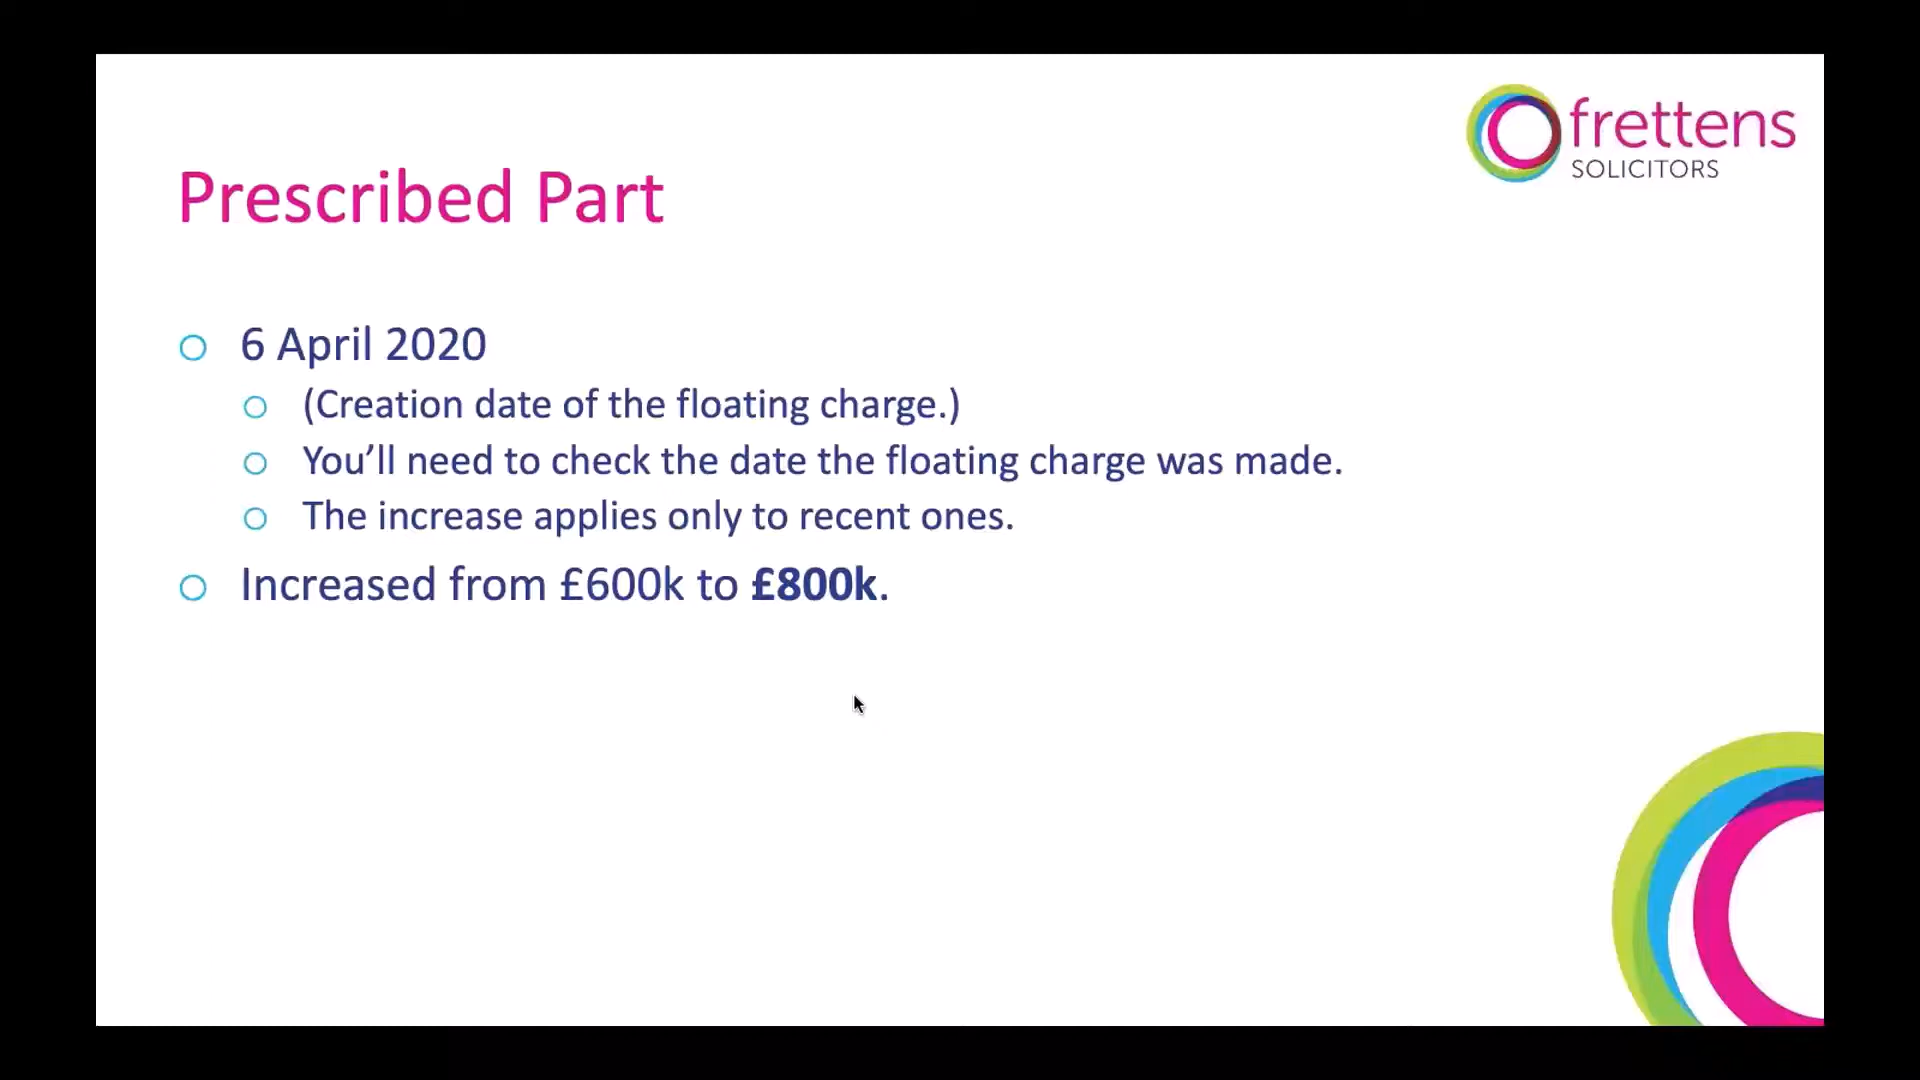 frettens
SOLICITORS
Prescribed Part
6 April 2020
(Creation date of the floating charge.)
You’ll need to check the date the floating charge was made.
The increase applies only to recent ones.
Increased from £600k to £800k.